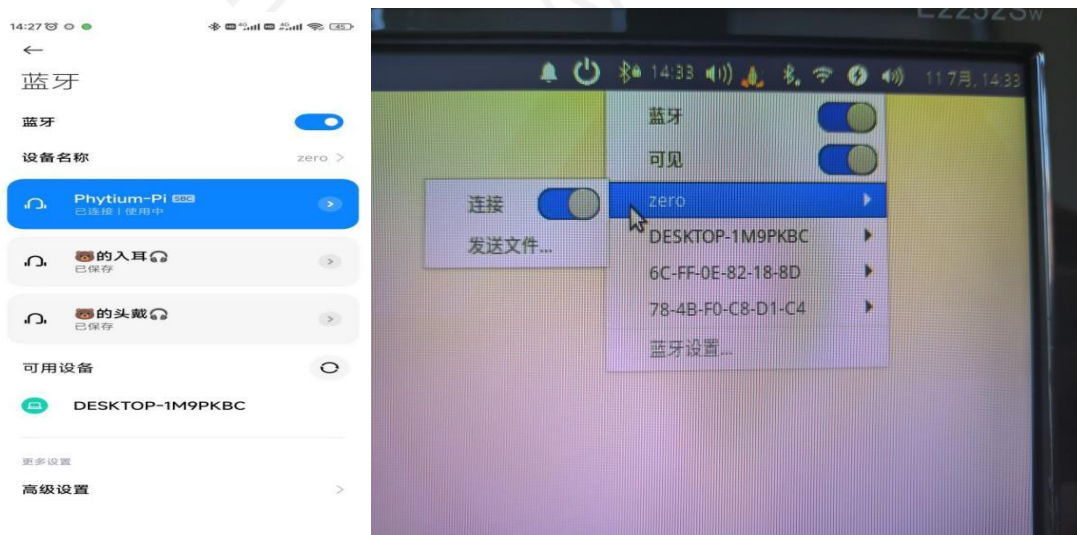 14:27
45
蓝牙
蓝牙
设备名称
zero
Phytium-Pi SBC
已连接 | 使用中
🐻的入耳🎧
已保存
🐻的头戴🎧
已保存
可用设备
DESKTOP-1M9PKBC
更多设置
高级设置
14:33
11 7月, 14:33
蓝牙
可见
zero
连接
发送文件...
DESKTOP-1M9PKBC
6C-FF-0E-82-18-8D
78-4B-F0-C8-D1-C4
蓝牙设置...